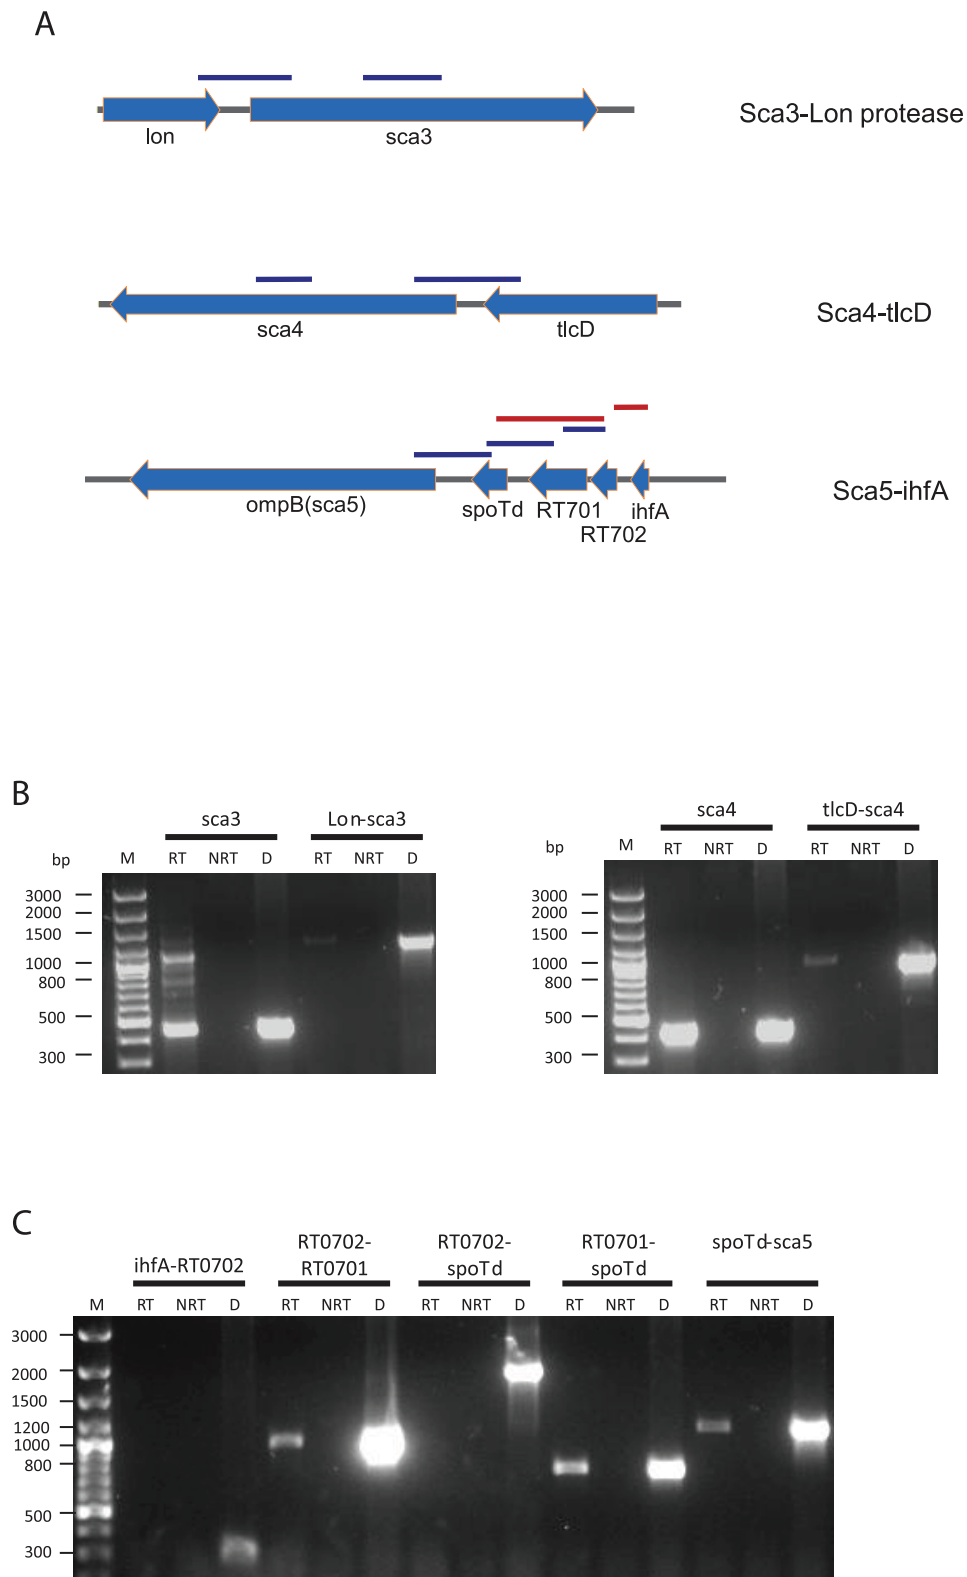 A
lon
sca3
Sca3-Lon protease
sca4
tlcD
Sca4-tlcD
ompB(sca5)
spoTd
RT701
RT702
ihfA
Sca5-ihfA
B
sca3
Lon-sca3
bp
M
RT
NRT
D
RT
NRT
D
3000
2000
1500
1000
800
500
300
sca4
tlcD-sca4
bp
M
RT
NRT
D
RT
NRT
D
3000
2000
1500
1000
800
500
300
C
ihfA-RT0702
RT0702-
RT0701
RT0702-
spoTd
RT0701-
spoTd
spoTd-sca5
M
RT
NRT
D
RT
NRT
D
RT
NRT
D
RT
NRT
D
RT
NRT
D
3000
2000
1500
1200
1000
800
500
300